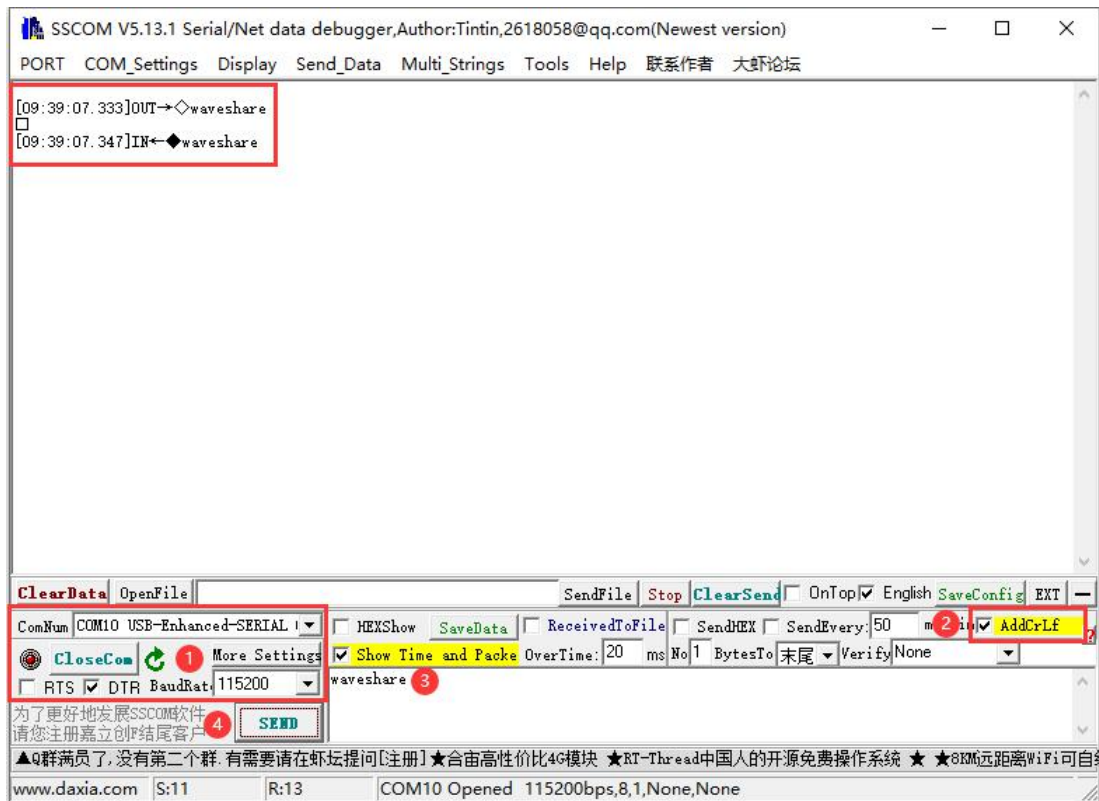 SSCOM V5.13.1 Serial/Net data debugger,Author:Tintin,2618058@qq.com(Newest version)
PORT COM_Settings Display Send_Data Multi_Strings Tools Help 联系作者 大虾论坛
[09:39:07.333]OUT→◇waveshare
□
[09:39:07.347]IN←◆waveshare
ClearData OpenFile SendFile Stop ClearSend OnTop English SaveConfig EXT —
ComNum COM10 USB-Enhanced-SERIAL HEXShow SaveData ReceivedToFile SendHEX SendEvery: 50 2 AddCrLf
CloseCom 1 More Settings Show Time and Packe OverTime: 20 ms No 1 BytesTo 末尾 Verify None ?
RTS DTR BaudRat 115200 waveshare 3
为了更好地发展SSCOM软件
请您注册嘉立创F结尾客户 4 SEND
▲Q群满员了,没有第二个群.有需要请在虾坛提问[注册]★合宙高性价比4G模块 ★RT-Thread中国人的开源免费操作系统 ★ ★8KM远距离WiFi可自
www.daxia.com S:11 R:13 COM10 Opened 115200bps,8,1,None,None